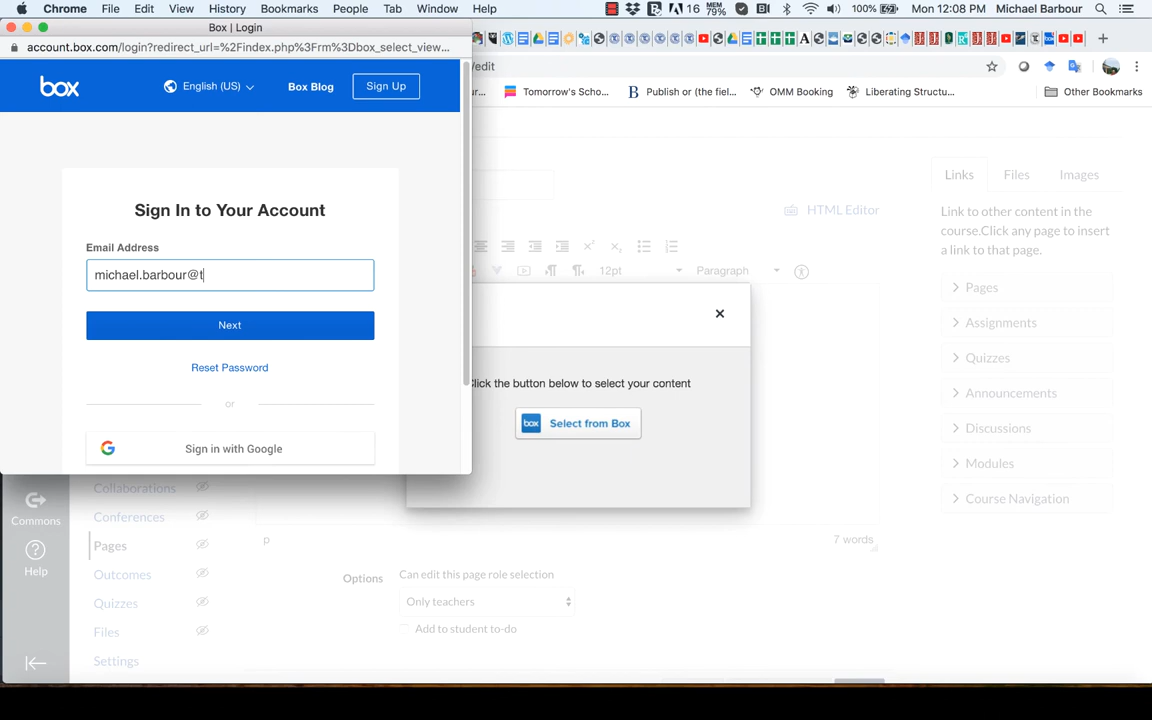 Chrome File Edit View History Bookmarks People Tab Window Help 16 MEM 79% 100% Mon 12:08 PM Michael Barbour
Box | Login
account.box.com/login?redirect_url=%2Findex.php%3Frm%3Dbox_select_view...
/edit
Tomorrow's Scho... Publish or (the fiel... OMM Booking Liberating Structu... Other Bookmarks
box English (US) Box Blog Sign Up
Sign In to Your Account
Email Address
michael.barbour@t
Next
Reset Password
or
Sign in with Google
HTML Editor
12pt Paragraph
Click the button below to select your content
box Select from Box
Links Files Images
Link to other content in the
course.Click any page to insert
a link to that page.
Pages
Assignments
Quizzes
Announcements
Discussions
Modules
Course Navigation
Commons
Help
Collaborations
Conferences
Pages
Outcomes
Quizzes
Files
Settings
p 7 words
Options Can edit this page role selection
Only teachers
Add to student to-do